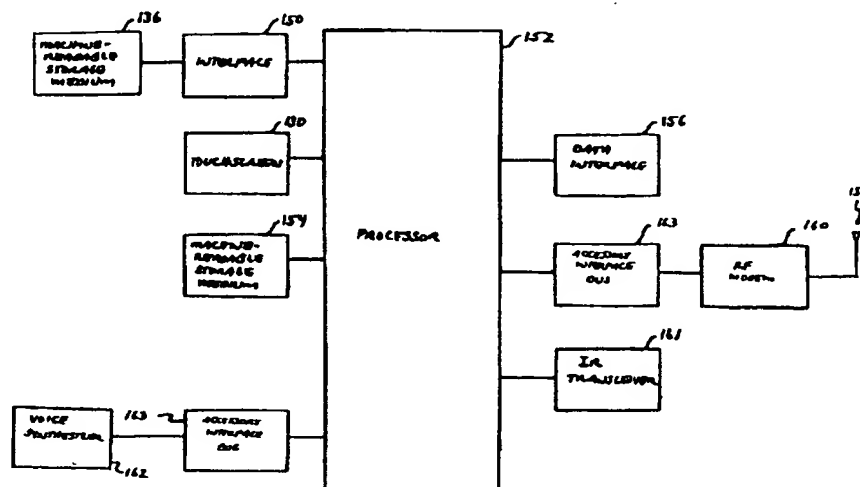 136
150
152
MACHINE-
READABLE
STORAGE
MEDIUM
INTERFACE
130
TOUCHSCREEN
156
DATA
INTERFACE
154
MACHINE-
READABLE
STORAGE
MEDIUM
PROCESSOR
163
ACCESSORY
INTERFACE
BUS
160
RF
MODEM
15
161
IR
TRANSCEIVER
VOICE
SYNTHESIZER
162
163
ACCESSORY
INTERFACE
BUS